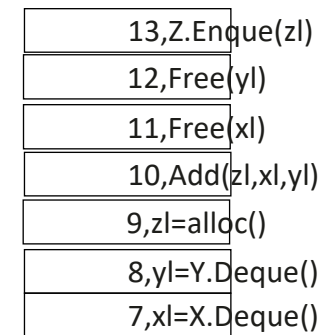 13,Z.Enque(zl)
12,Free(yl)
11,Free(xl)
10,Add(zl,xl,yl)
9,zl=alloc()
8,yl=Y.Deque()
7,xl=X.Deque()